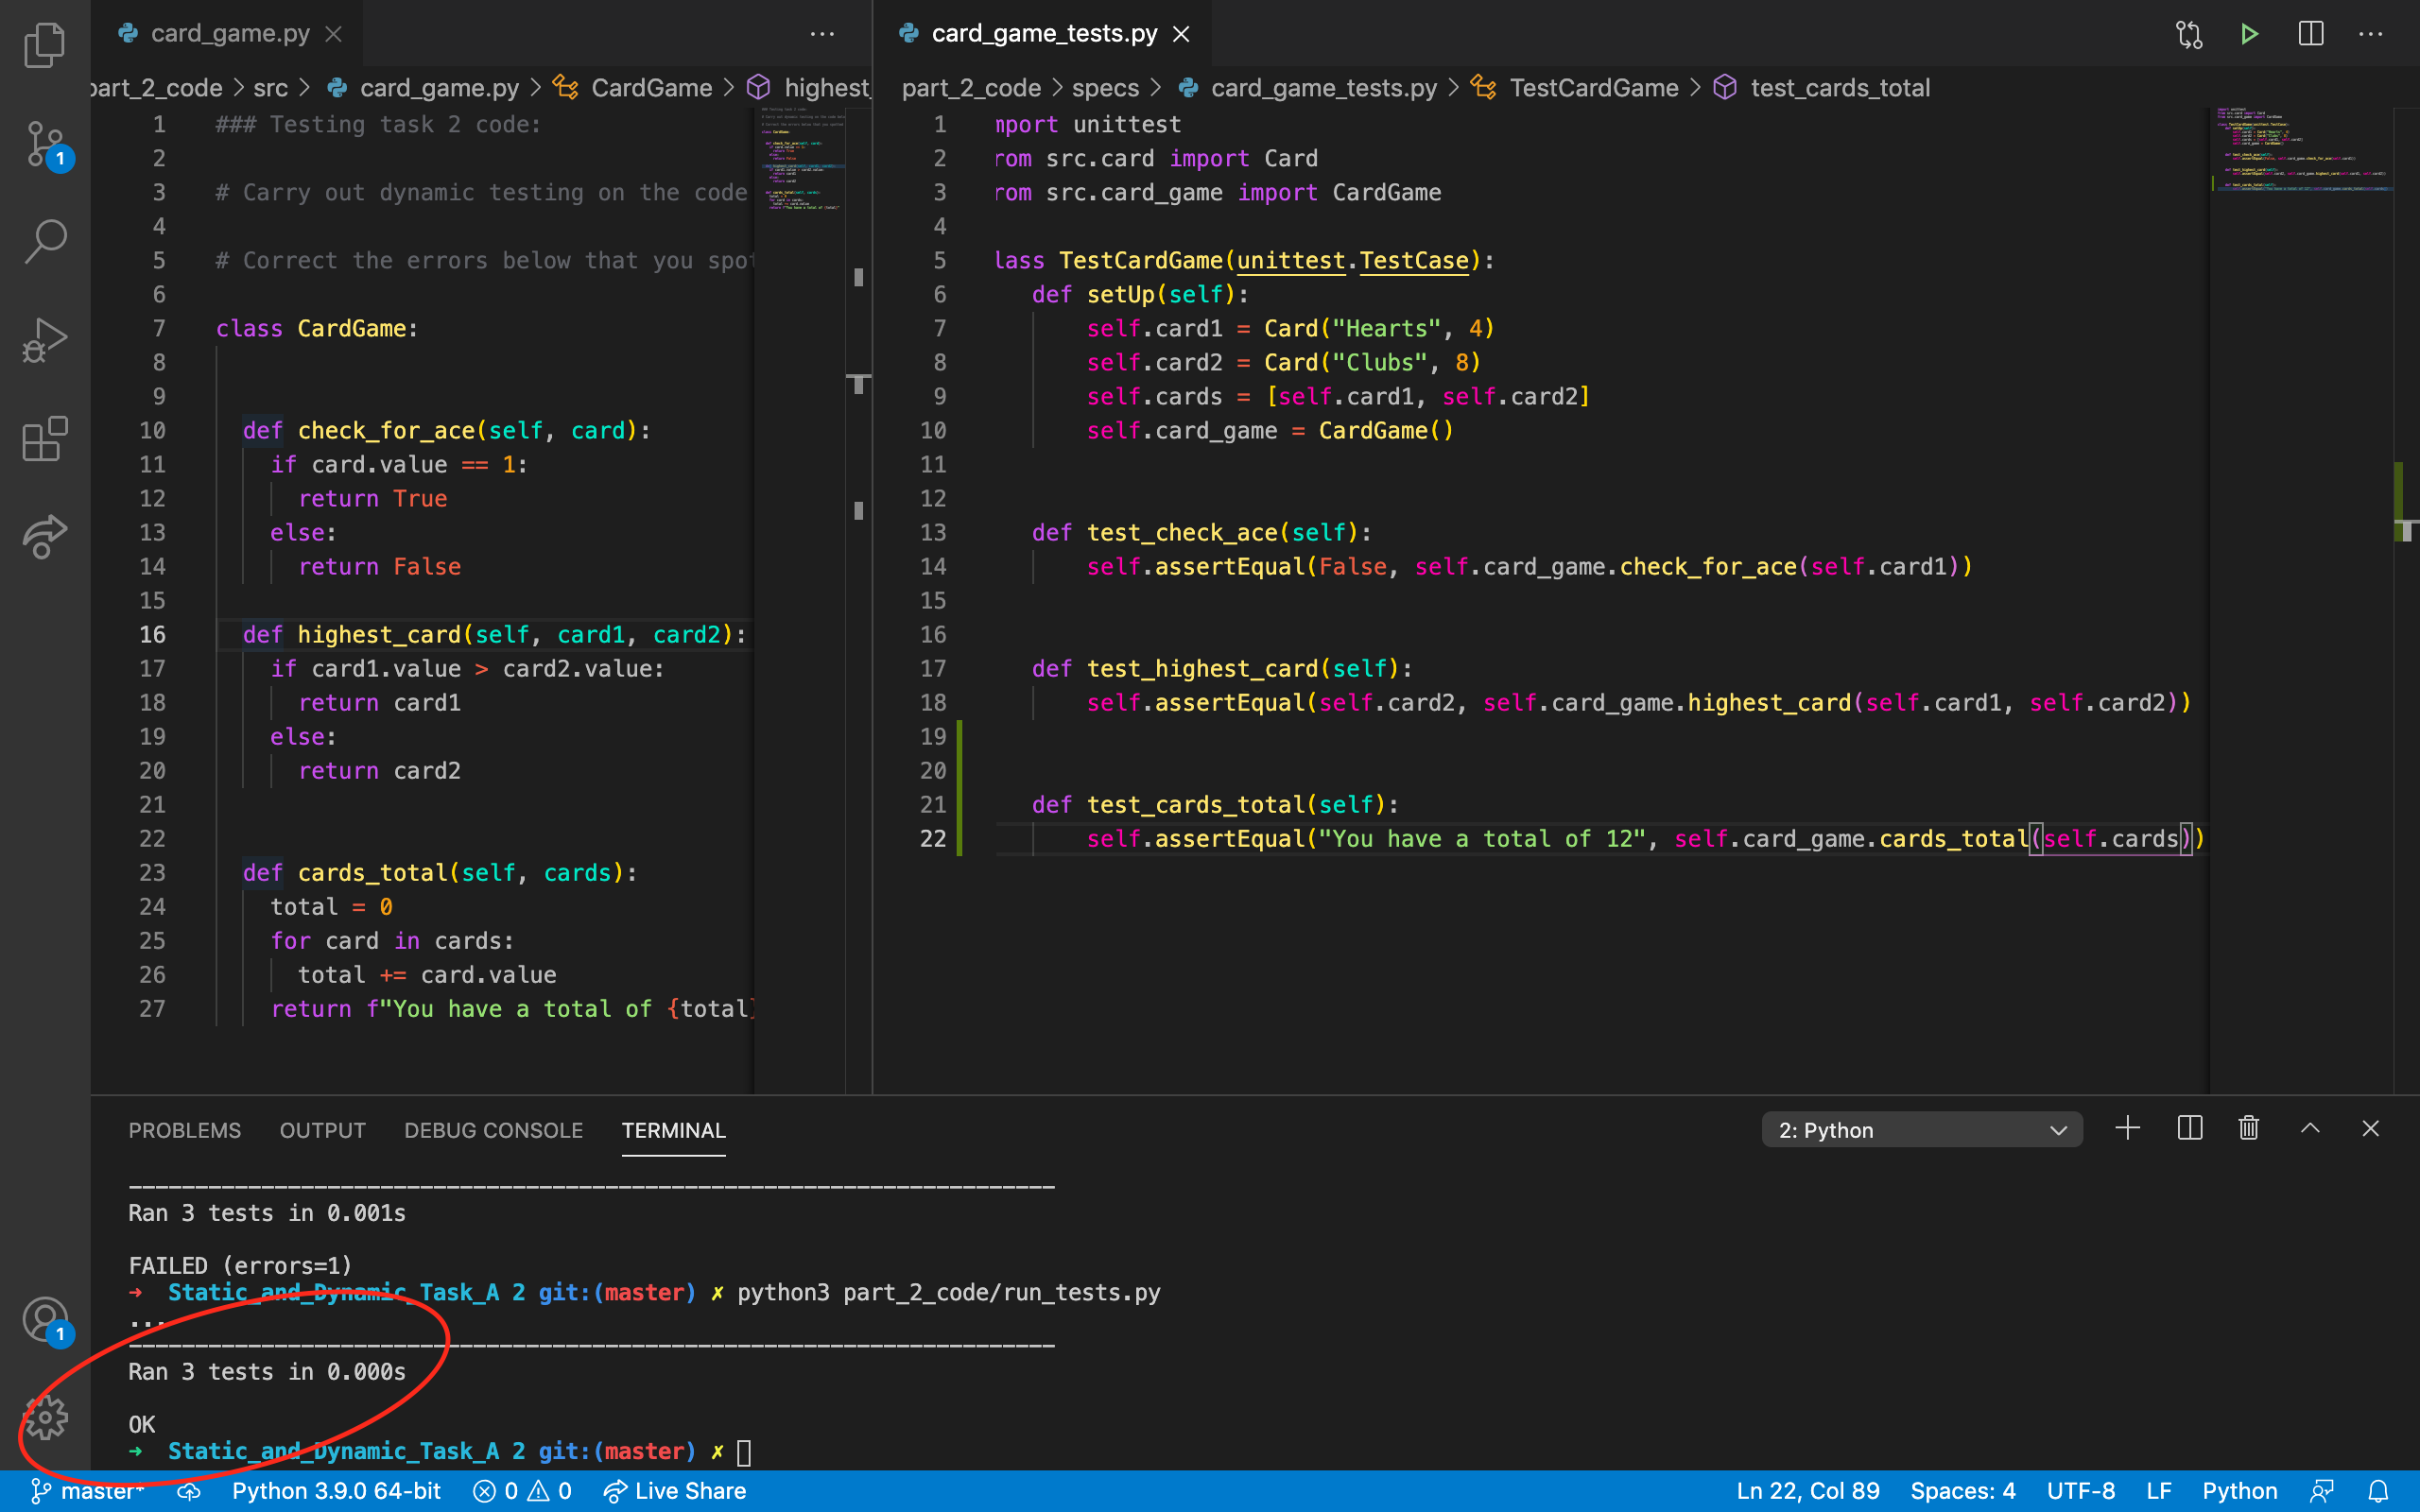 card_game.py
part_2_code > src > card_game.py > CardGame > highest_
1 ### Testing task 2 code:
2
3 # Carry out dynamic testing on the code
4
5 # Correct the errors below that you spot
6
7 class CardGame:
8
9
10 def check_for_ace(self, card):
11 if card.value == 1:
12 return True
13 else:
14 return False
15
16 def highest_card(self, card1, card2):
17 if card1.value > card2.value:
18 return card1
19 else:
20 return card2
21
22
23 def cards_total(self, cards):
24 total = 0
25 for card in cards:
26 total += card.value
27 return f"You have a total of {total}
card_game_tests.py
part_2_code > specs > card_game_tests.py > TestCardGame > test_cards_total
1 mport unittest
2 rom src.card import Card
3 rom src.card_game import CardGame
4
5 lass TestCardGame(unittest.TestCase):
6 def setUp(self):
7 self.card1 = Card("Hearts", 4)
8 self.card2 = Card("Clubs", 8)
9 self.cards = [self.card1, self.card2]
10 self.card_game = CardGame()
11
12
13 def test_check_ace(self):
14 self.assertEqual(False, self.card_game.check_for_ace(self.card1))
15
16
17 def test_highest_card(self):
18 self.assertEqual(self.card2, self.card_game.highest_card(self.card1, self.card2))
19
20
21 def test_cards_total(self):
22 self.assertEqual("You have a total of 12", self.card_game.cards_total(self.cards))
1
1
PROBLEMS OUTPUT DEBUG CONSOLE TERMINAL 2: Python
----------------------------------------------------------------------
Ran 3 tests in 0.001s
FAILED (errors=1)
➜ Static_and_Dynamic_Task_A 2 git:(master) ✗ python3 part_2_code/run_tests.py
...
----------------------------------------------------------------------
Ran 3 tests in 0.000s
OK
➜ Static_and_Dynamic_Task_A 2 git:(master) ✗
master* Python 3.9.0 64-bit 0 0 Live Share Ln 22, Col 89 Spaces: 4 UTF-8 LF Python